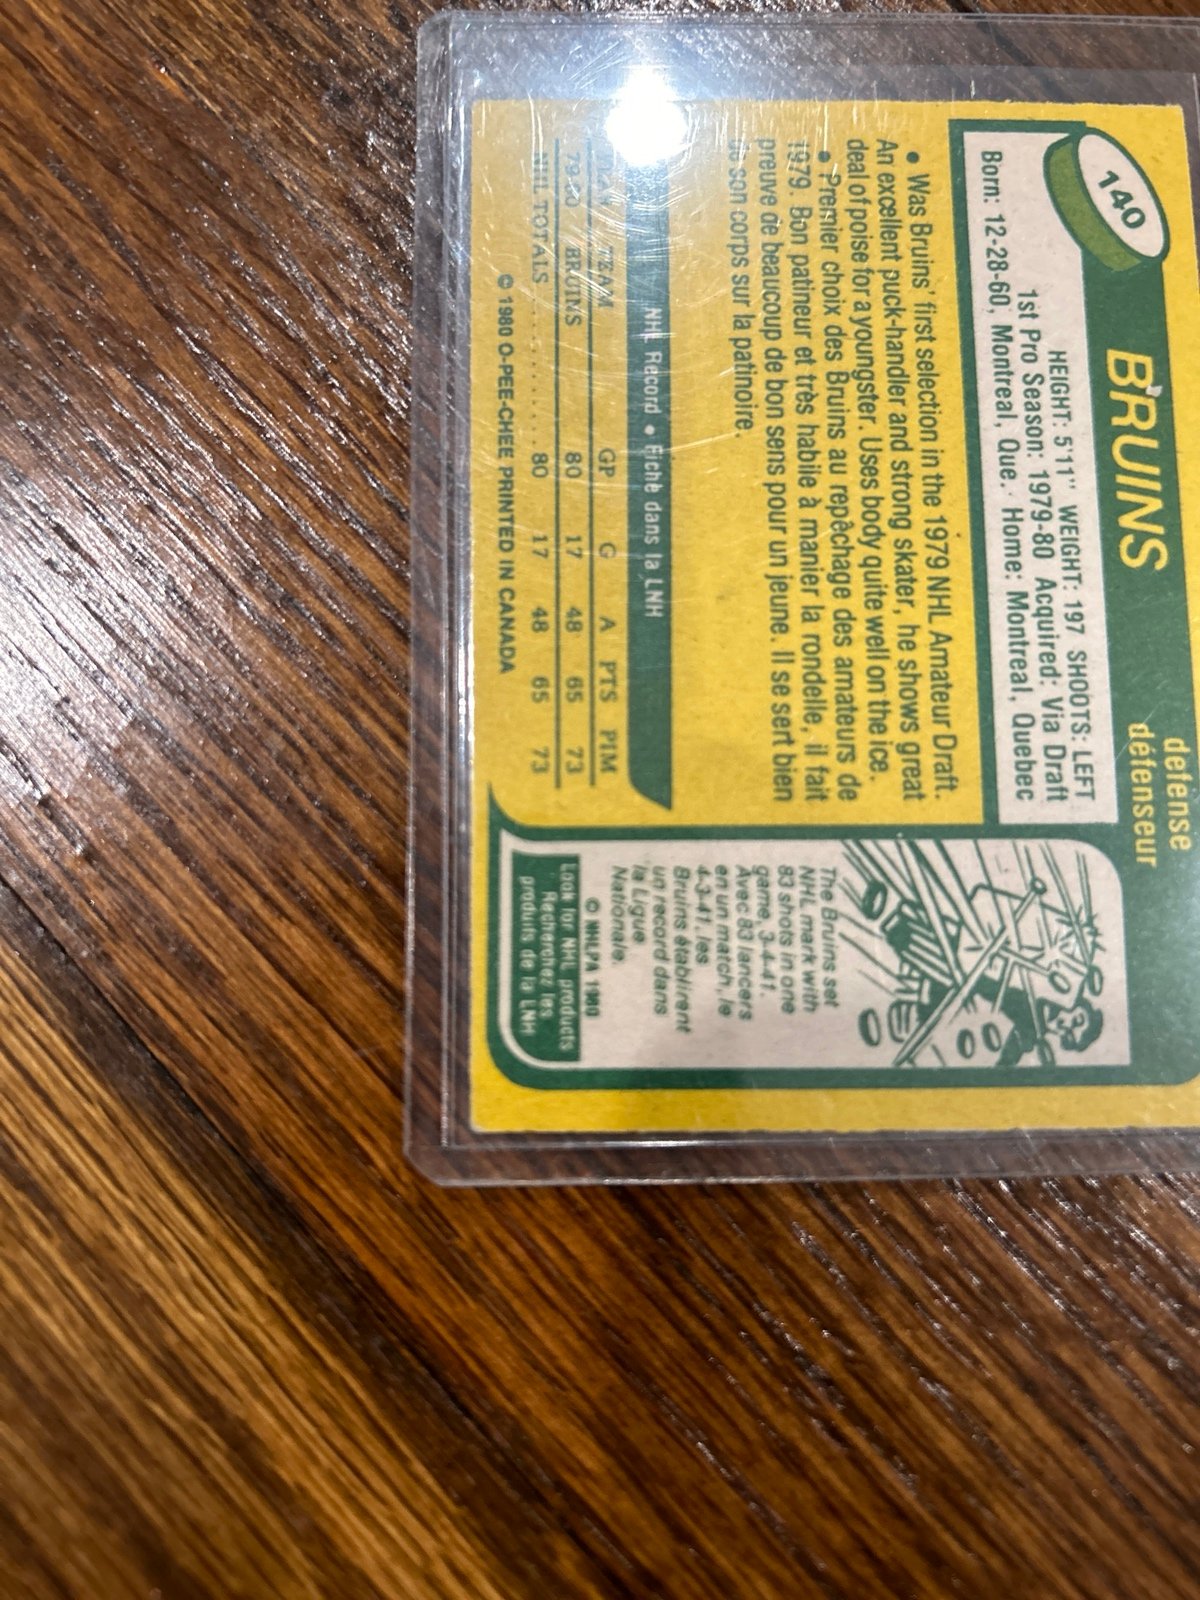 140
BRUINS
defense
défenseur
HEIGHT: 5'11" WEIGHT: 197 SHOOTS: LEFT
1st Pro Season: 1979-80 Acquired: Via Draft
Born: 12-28-60, Montreal, Que. Home: Montreal, Quebec
• Was Bruins' first selection in the 1979 NHL Amateur Draft.
An excellent puck-handler and strong skater, he shows great
deal of poise for a youngster. Uses body quite well on the ice.
• Premier choix des Bruins au repêchage des amateurs de
1979. Bon patineur et très habile à manier la rondelle, il fait
preuve de beaucoup de bon sens pour un jeune. Il se sert bien
de son corps sur la patinoire.
NHL Record • Fiche dans la LNH
YEAR TEAM GP G A PTS PIM
79-80 BRUINS 80 17 48 65 73
NHL TOTALS .......... 80 17 48 65 73
© 1980 O-PEE-CHEE PRINTED IN CANADA
The Bruins set
NHL mark with
83 shots in one
game, 3-4-41.
Avec 83 lancers
en un match, le
4-3-41, les
Bruins établirent
un record dans
la Ligue
Nationale.
© NHLPA 1980
Look for NHL products
Recherchez les
produits de la LNH